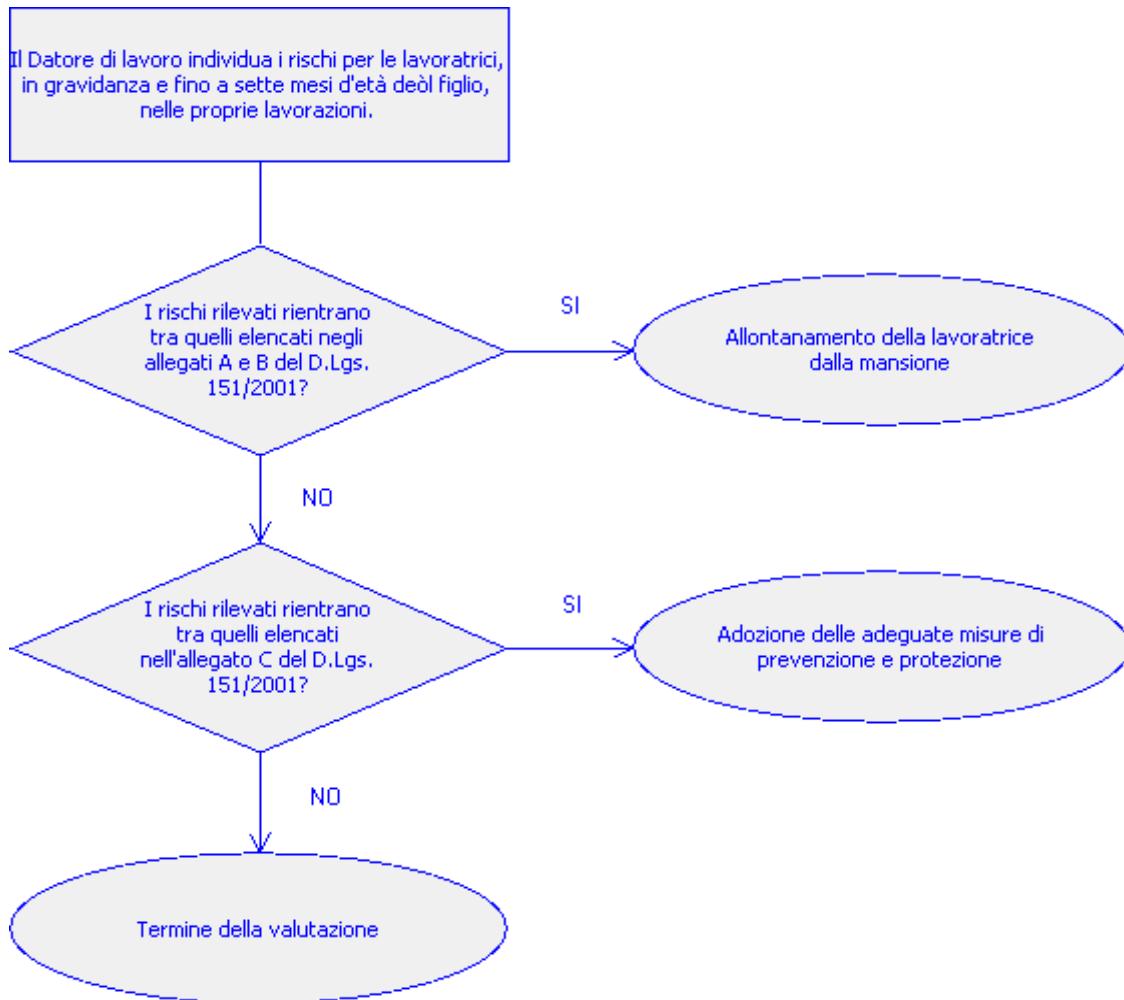 Il Datore di lavoro individua i rischi per le lavoratrici,
in gravidanza e fino a sette mesi d'età deòl figlio,
nelle proprie lavorazioni.
I rischi rilevati rientrano
tra quelli elencati negli
allegati A e B del D.Lgs.
151/2001?
SI
Allontanamento della lavoratrice
dalla mansione
NO
I rischi rilevati rientrano
tra quelli elencati
nell'allegato C del D.Lgs.
151/2001?
SI
Adozione delle adeguate misure di
prevenzione e protezione
NO
Termine della valutazione